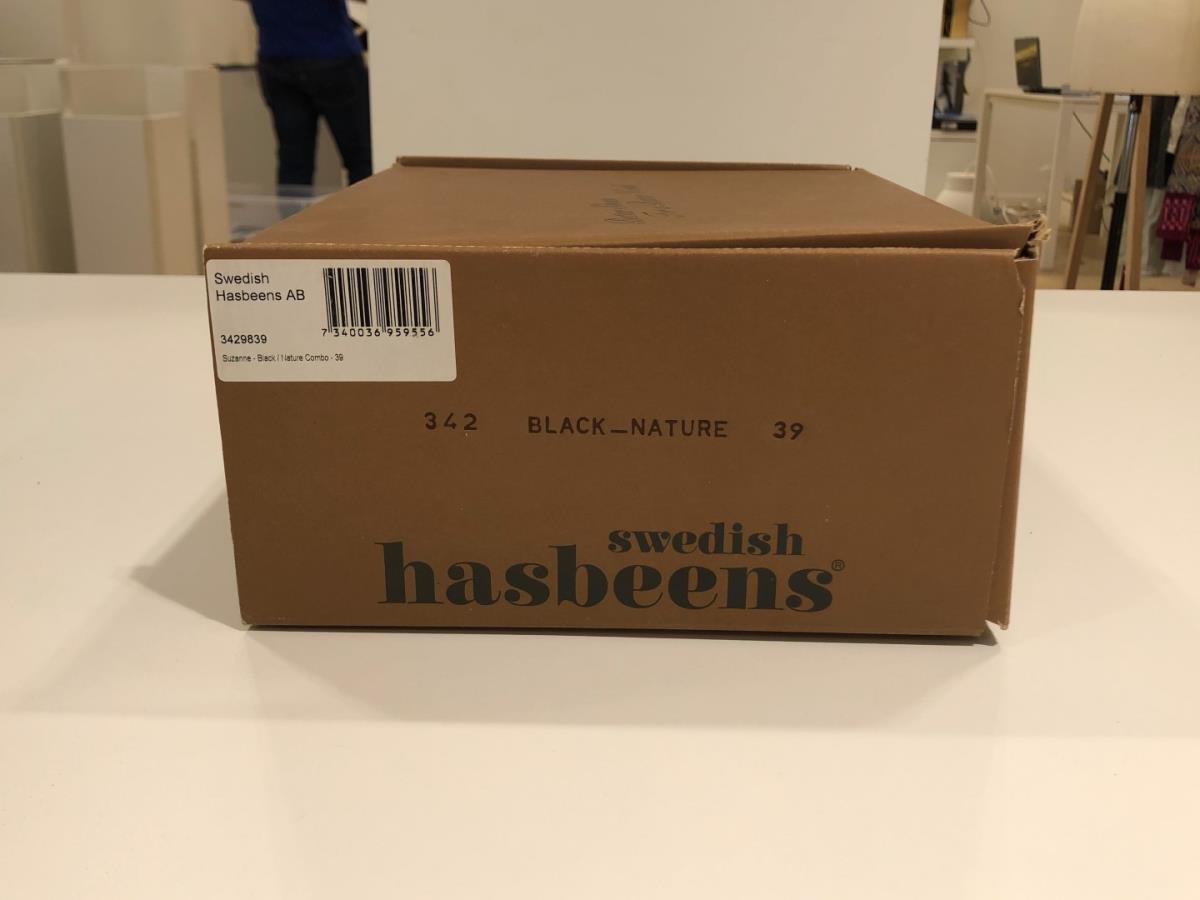 Swedish
Hasbeens AB
7 340036 959556
3429839
Suzanne - Black / Nature Combo - 39
342 BLACK_NATURE 39
swedish
hasbeens®